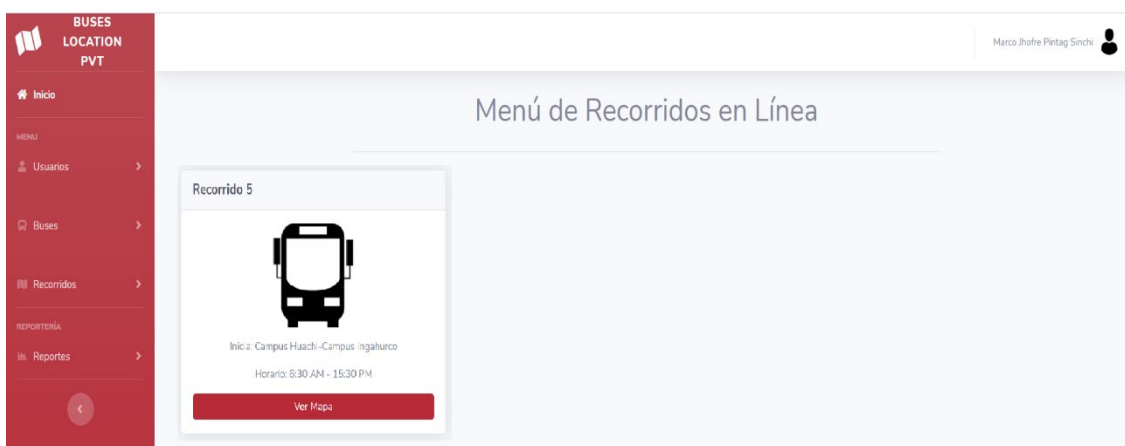 BUSES
LOCATION
PVT
Marco Jhofre Pintag Sinchi
Inicio
Menú de Recorridos en Línea
MENU
Usuarios
Recorrido 5
Buses
Recorridos
REPORTERÍA
Inicia: Campus Huachi-Campus Ingahurco
Reportes
Horario: 6:30 AM - 15:30 PM
Ver Mapa